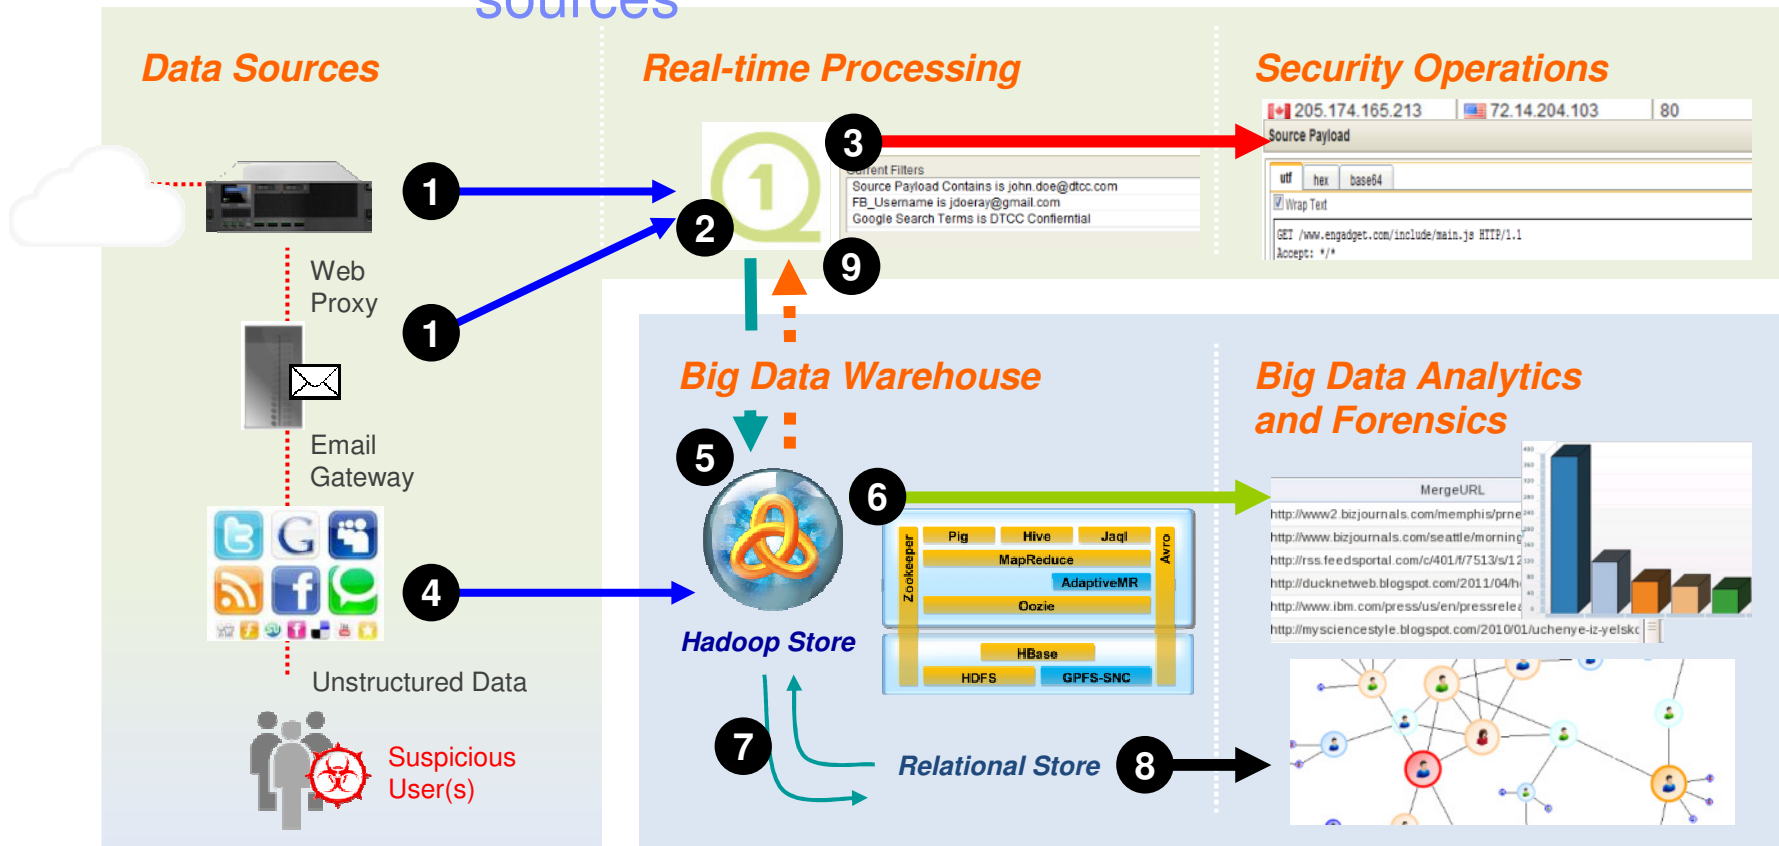 sources
Data Sources
Real-time Processing
Security Operations
205.174.165.213
72.14.204.103
80
Source Payload
utf
hex
base64
Wrap Text
GET /www.engadget.com/include/main.js HTTP/1.1
Accept: */*
3
Current Filters
Source Payload Contains is john.doe@dtcc.com
FB_Username is jdoeray@gmail.com
Google Search Terms is DTCC Confierntial
1
1
2
9
Web
Proxy
1
Email
Gateway
4
Unstructured Data
Suspicious
User(s)
Big Data Warehouse
Big Data Analytics
and Forensics
5
6
Zookeeper
Pig
Hive
Jaql
Avro
MapReduce
AdaptiveMR
Oozie
HBase
HDFS
GPFS-SNC
Hadoop Store
7
Relational Store
8
MergeURL
http://www2.bizjournals.com/memphis/prne
http://www.bizjournals.com/seattle/morning
http://rss.feedsportal.com/c/401/f/7513/s/12
http://ducknetweb.blogspot.com/2011/04/h
http://www.ibm.com/press/us/en/pressrelea
http://mysciencestyle.blogspot.com/2010/01/uchenye-iz-yelskc